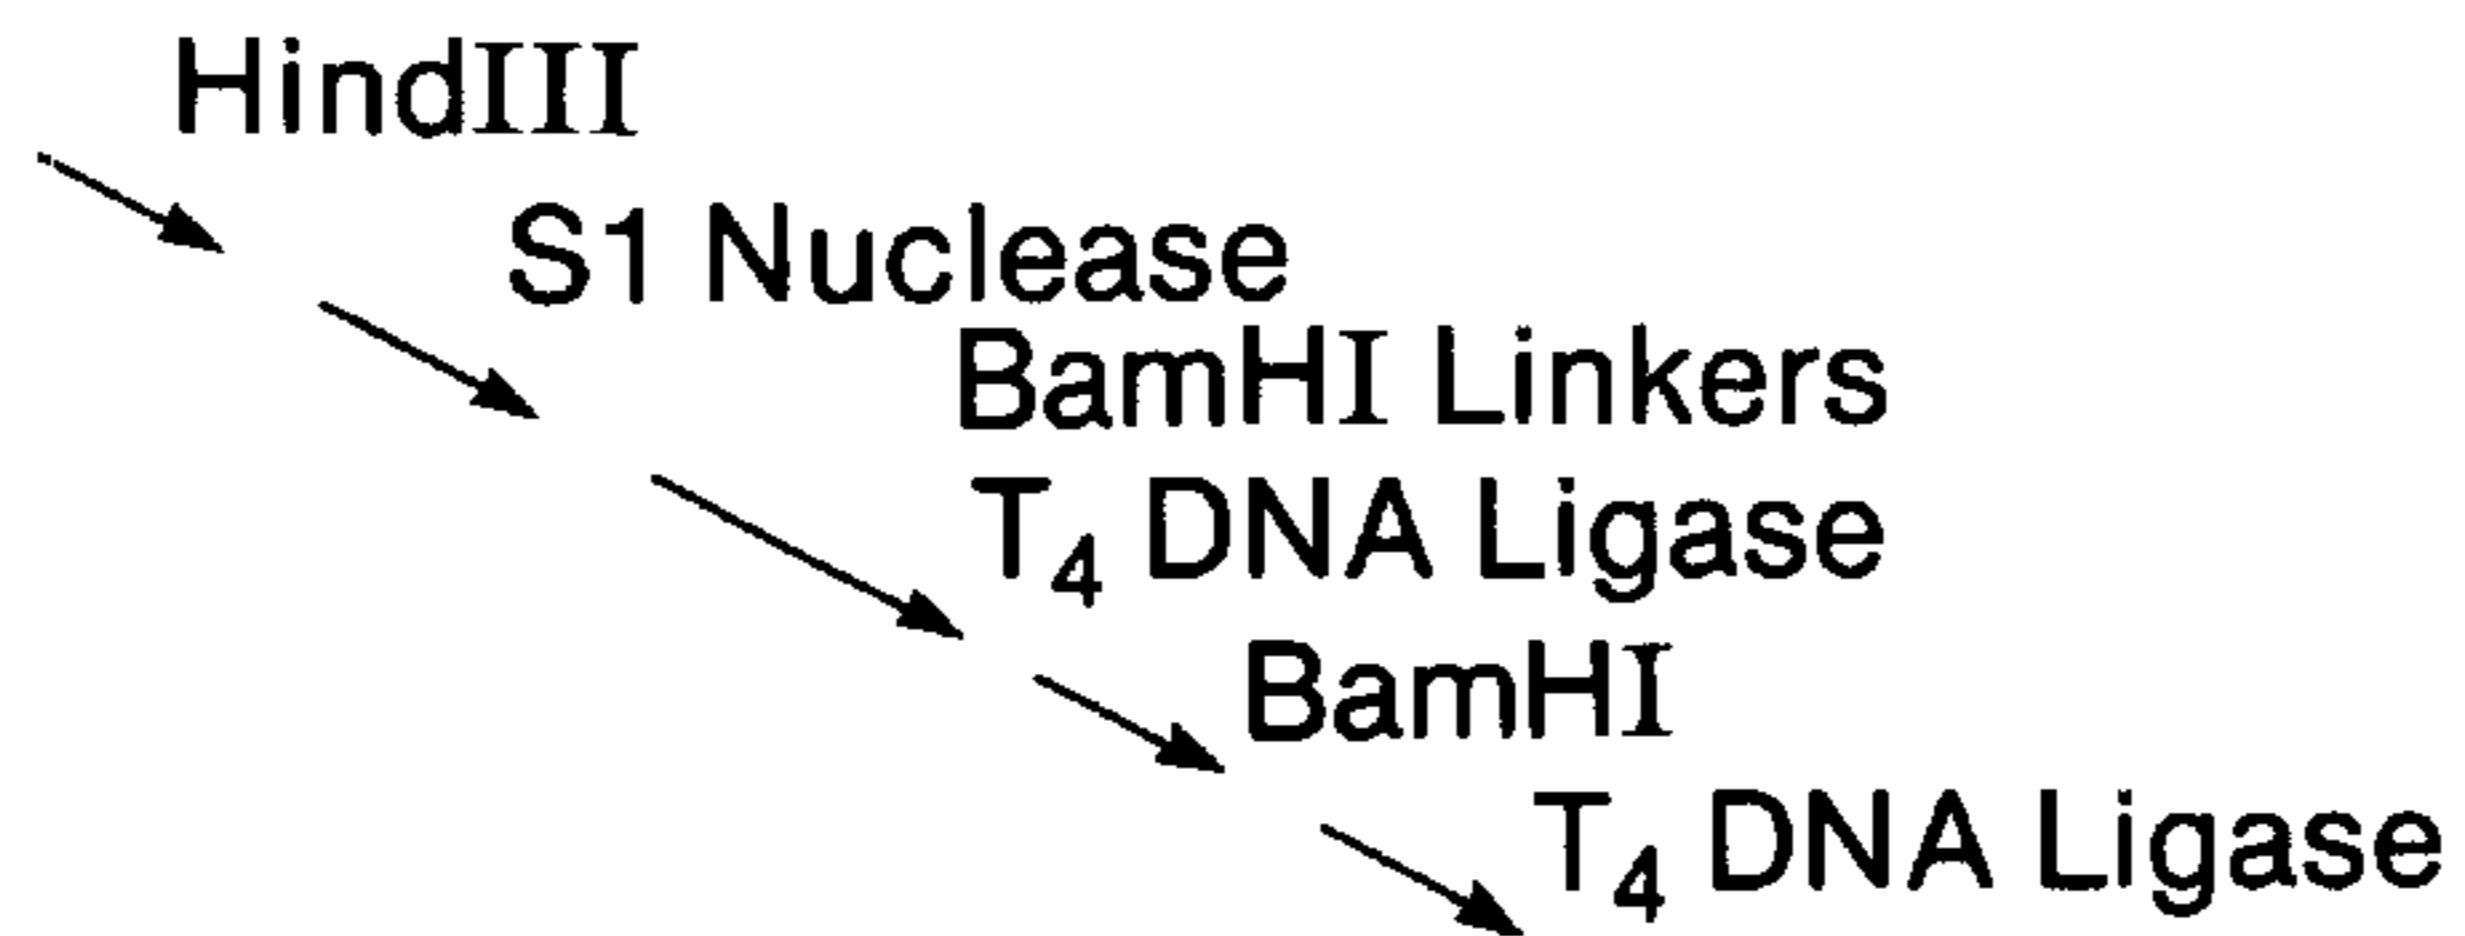 HindIII
S1 Nuclease
BamHI Linkers
T₄ DNA Ligase
BamHI
T₄ DNA Ligase